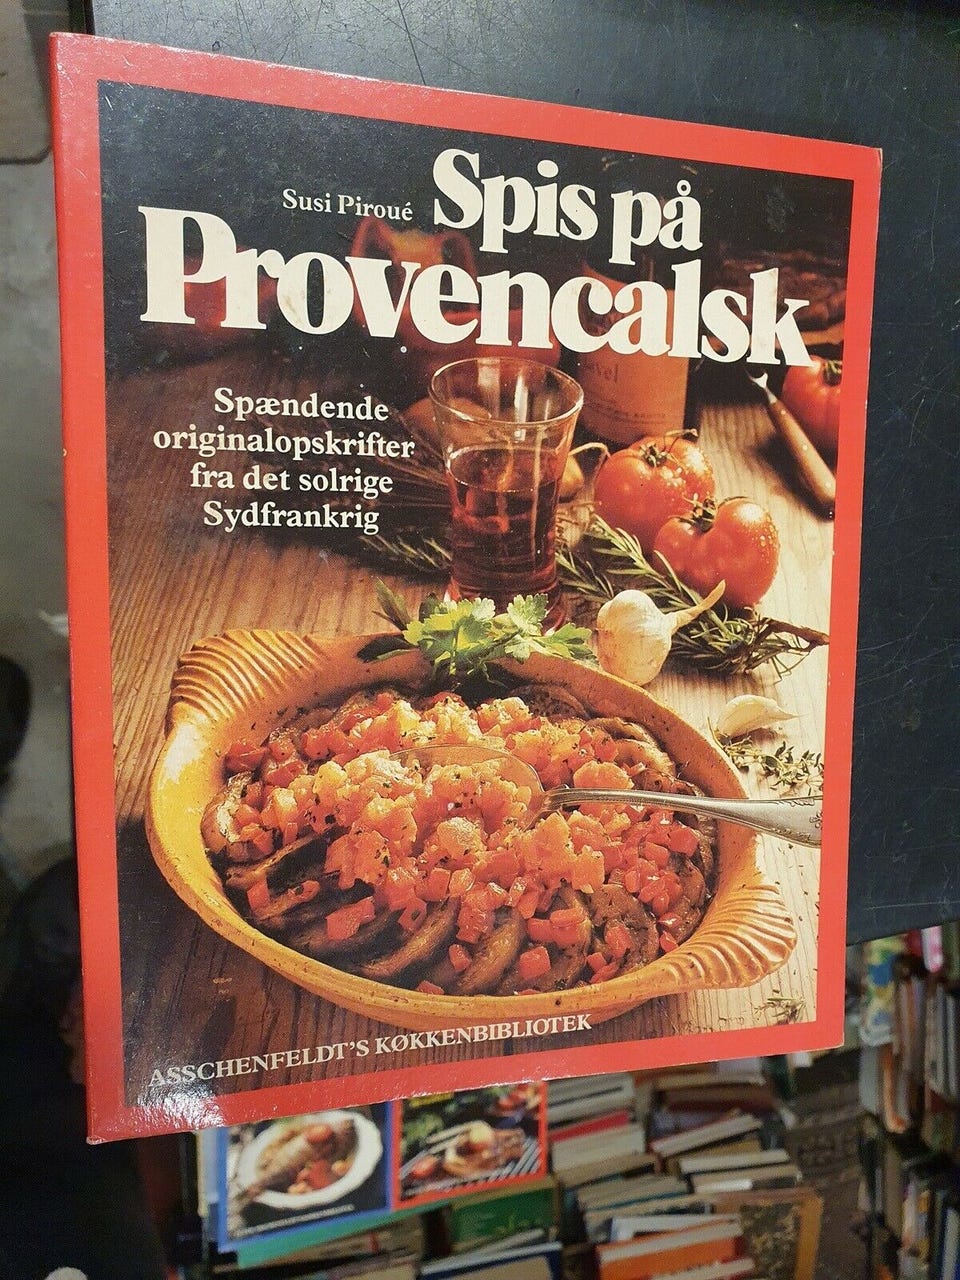 Susi Piroué
Spis på
Provencalsk
Spændende
originalopskrifter
fra det solrige
Sydfrankrig
ASSCHENFELDT'S KØKKENBIBLIOTEK